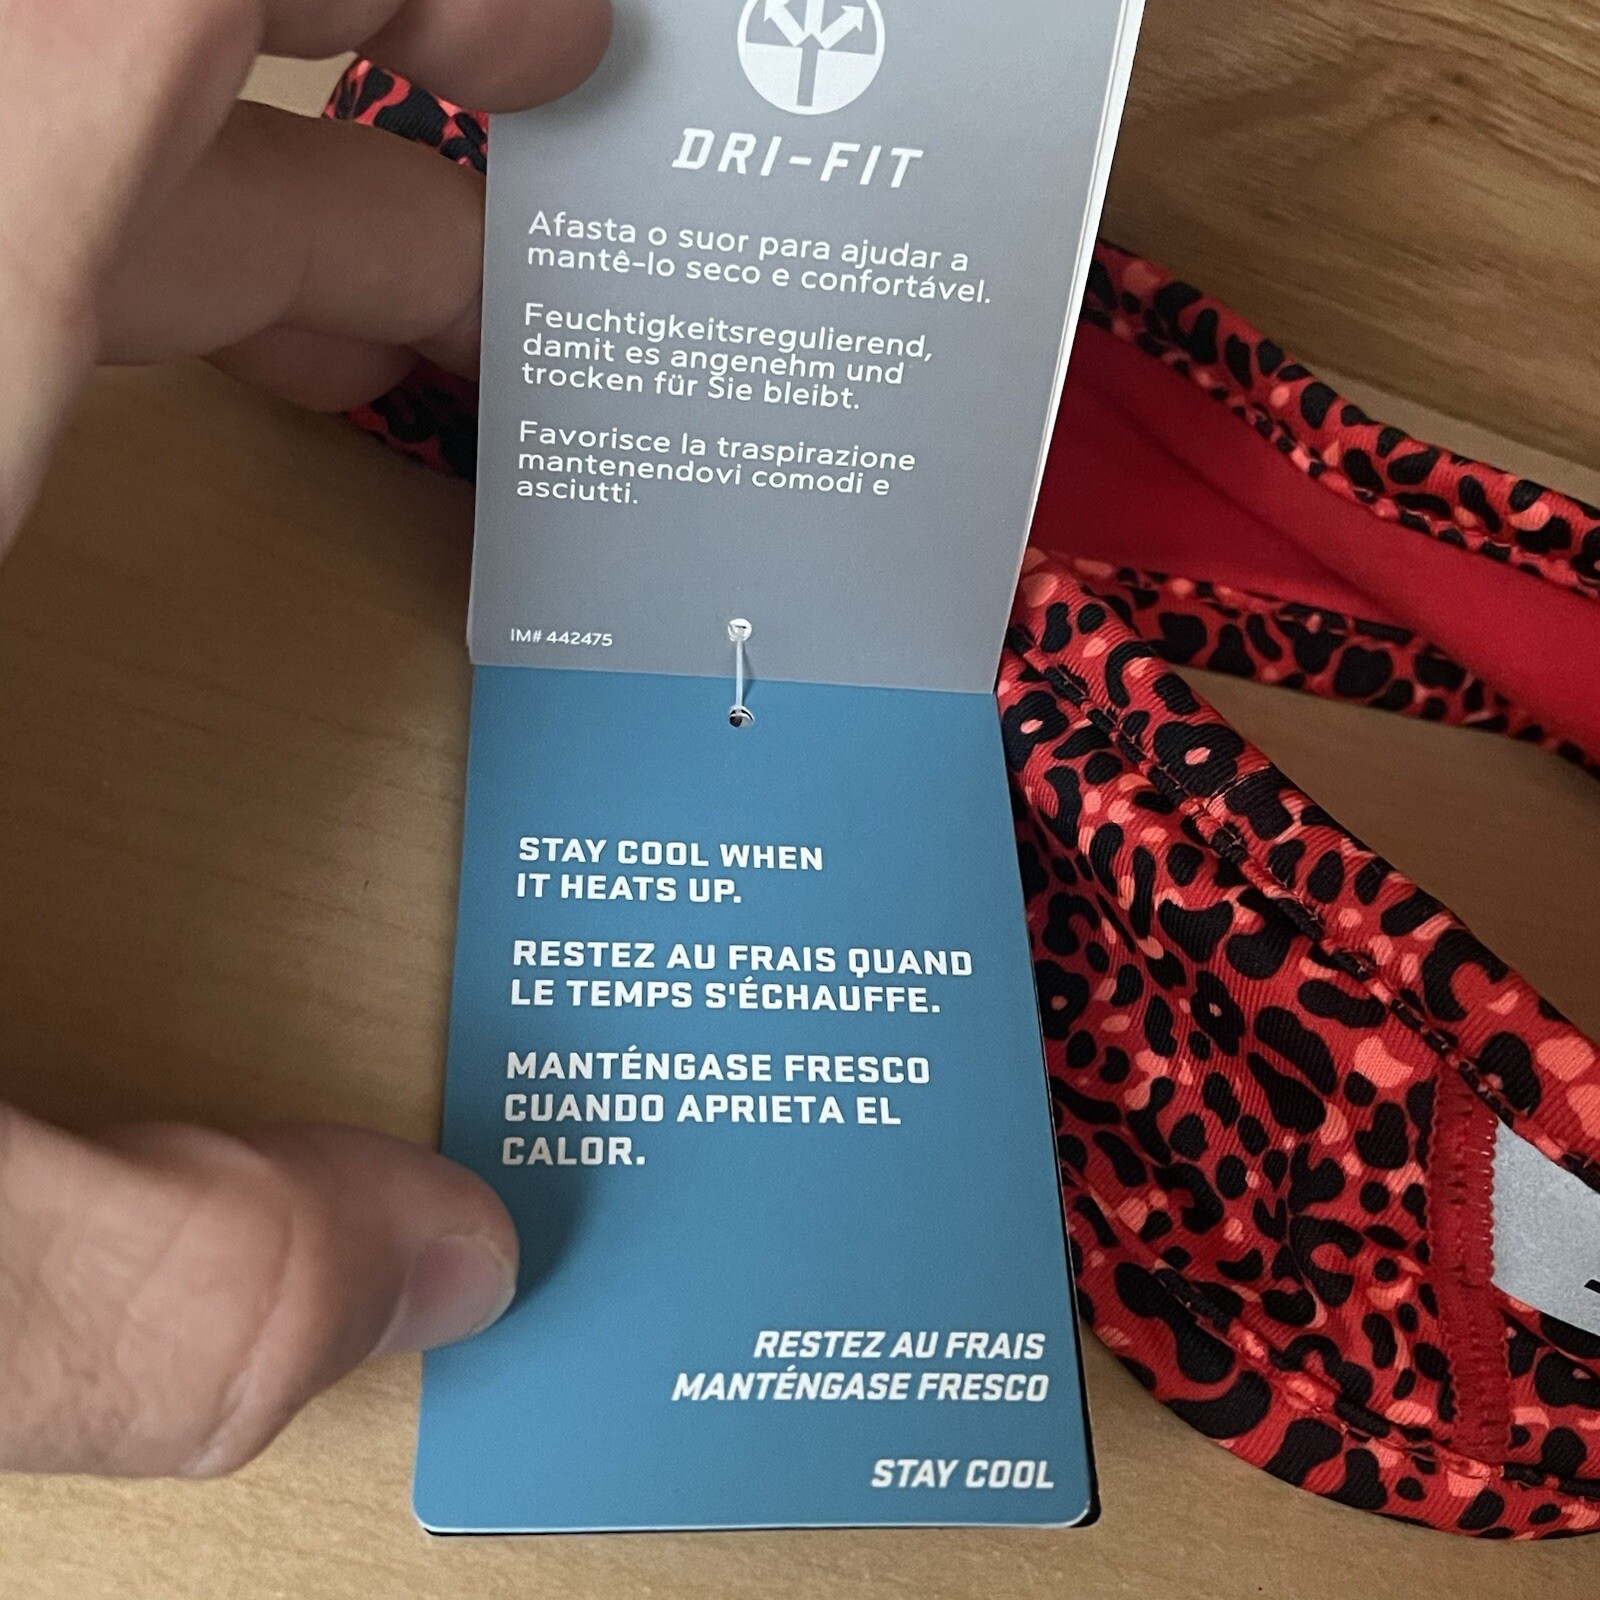 DRI-FIT
Afasta o suor para ajudar a
mantê-lo seco e confortável.
Feuchtigkeitsregulierend,
damit es angenehm und
trocken für Sie bleibt.
Favorisce la traspirazione
mantenendovi comodi e
asciutti.
IM# 442475
STAY COOL WHEN
IT HEATS UP.
RESTEZ AU FRAIS QUAND
LE TEMPS S'ÉCHAUFFE.
MANTÉNGASE FRESCO
CUANDO APRIETA EL
CALOR.
RESTEZ AU FRAIS
MANTÉNGASE FRESCO
STAY COOL